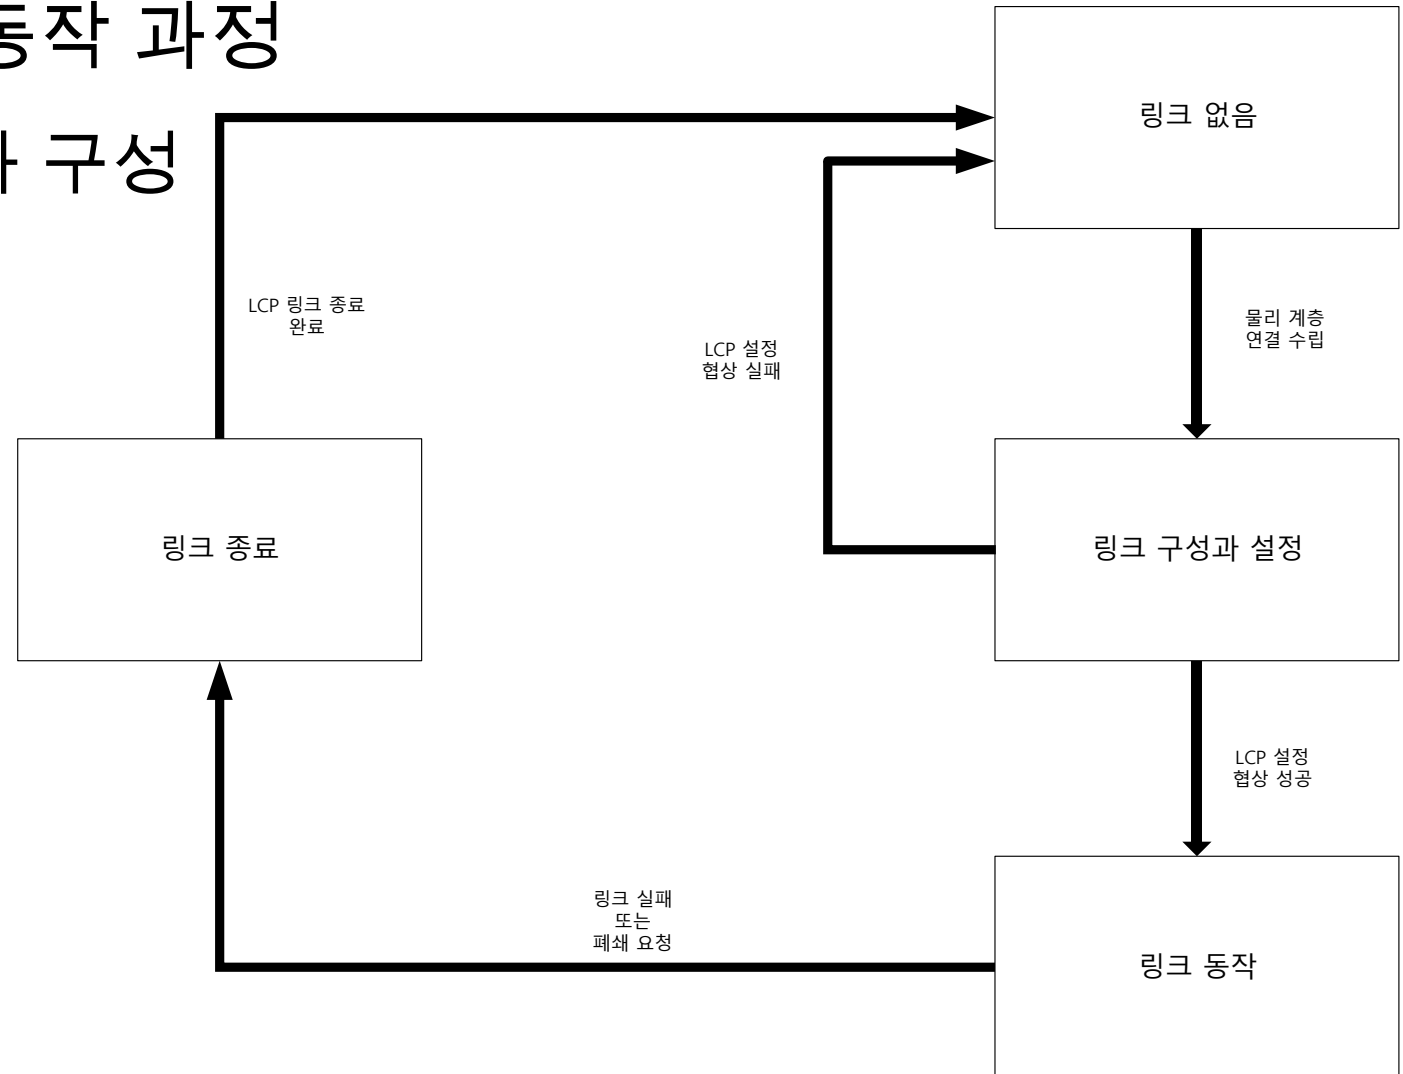 동작 과정
구성
링크 없음
LCP 링크 종료
완료
물리 계층
연결 수립
LCP 설정
협상 실패
링크 종료
링크 구성과 설정
LCP 설정
협상 성공
링크 실패
또는
폐쇄 요청
링크 동작